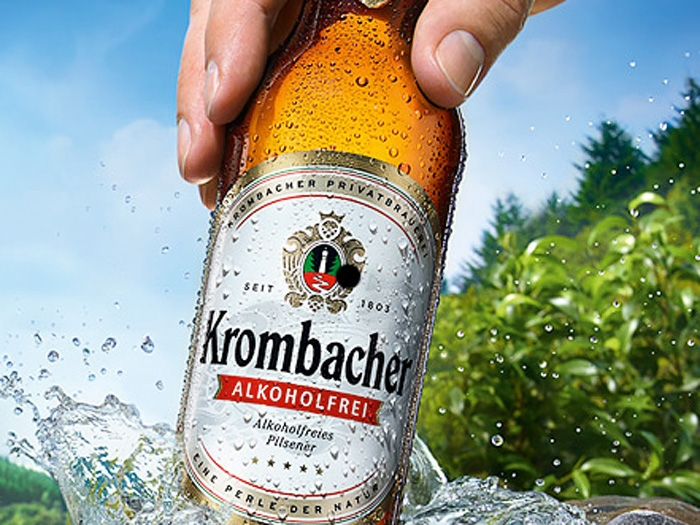 KROMBACHER PRIVATBRAUEREI
SEIT 1803
Krombacher
ALKOHOLFREI
Alkoholfreies
Pilsener
EINE PERLE DER NATUR